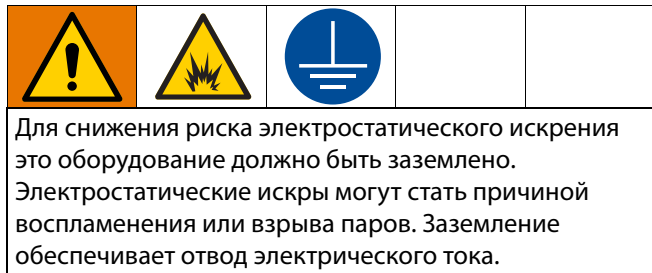 Для снижения риска электростатического искрения
это оборудование должно быть заземлено.
Электростатические искры могут стать причиной
воспламенения или взрыва паров. Заземление
обеспечивает отвод электрического тока.